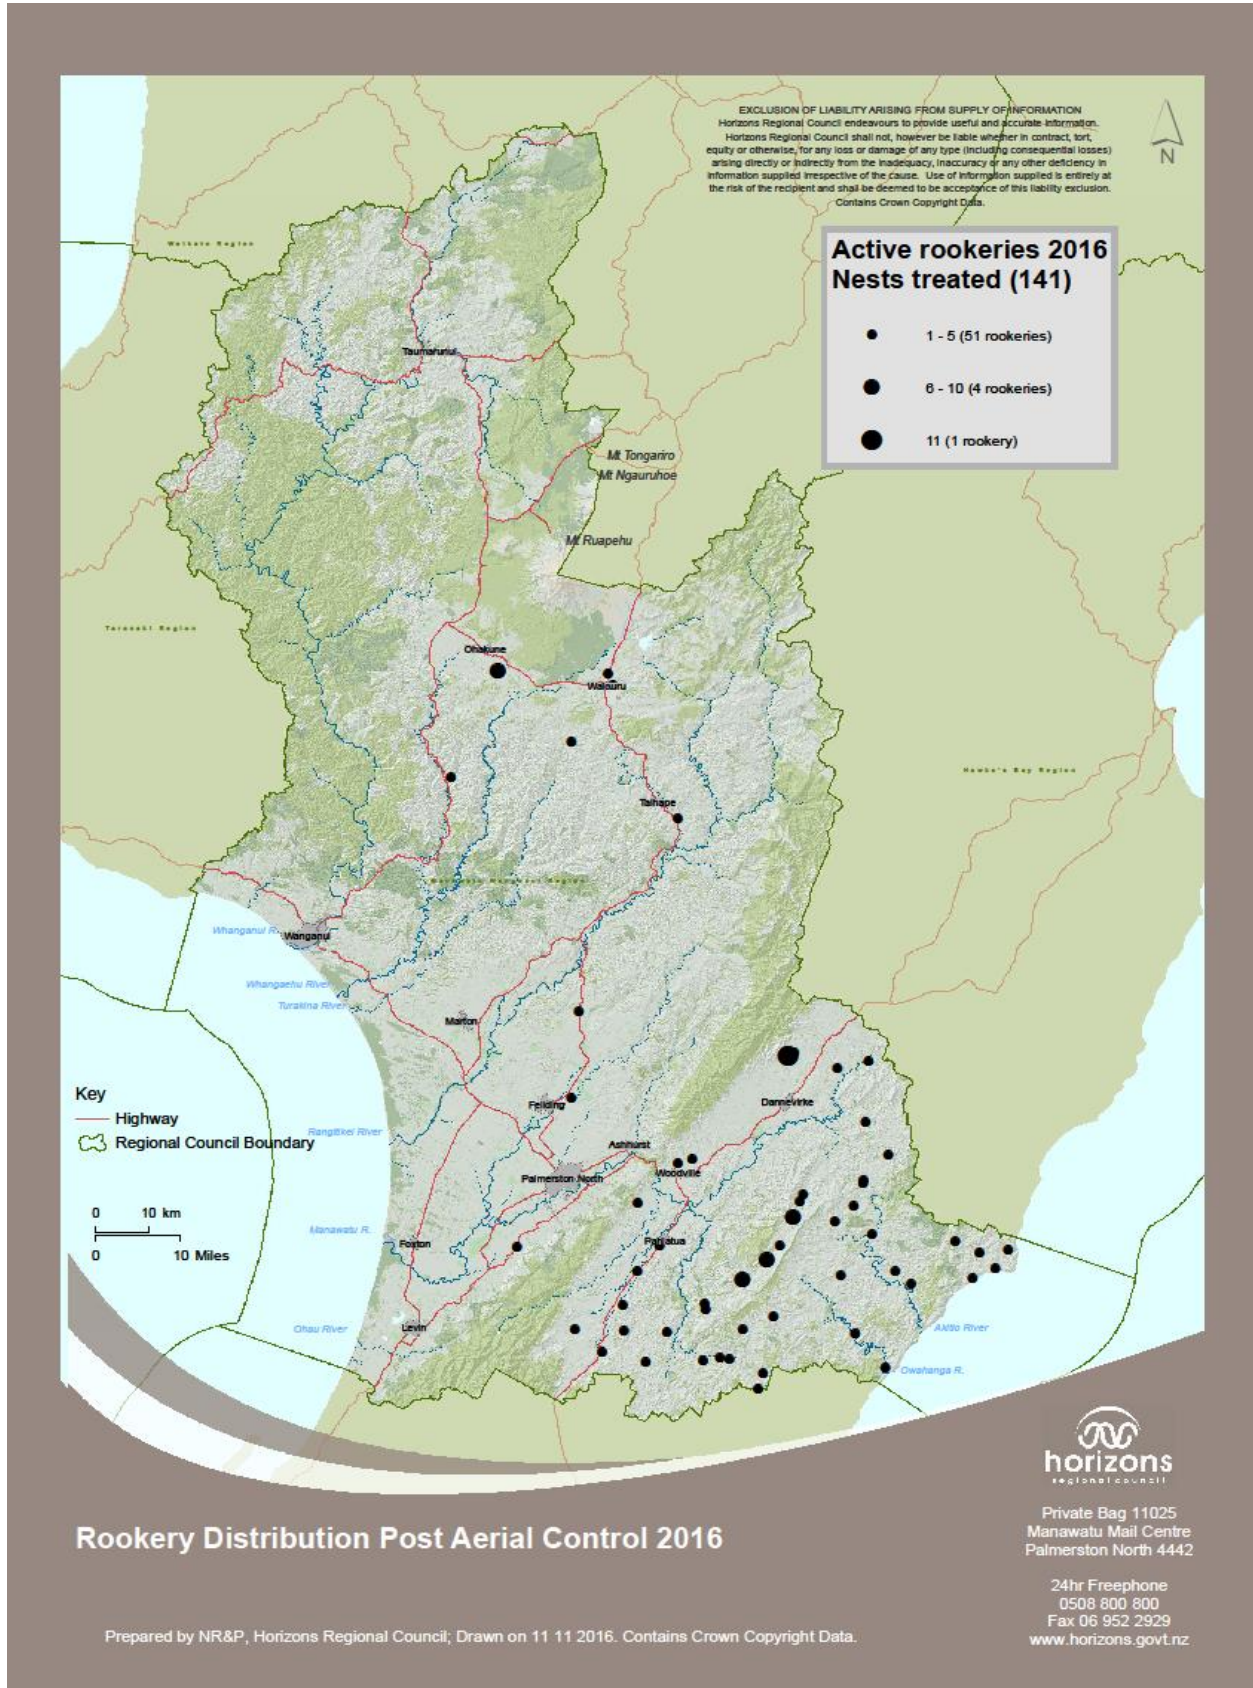 EXCLUSION OF LIABILITY ARISING FROM SUPPLY OF INFORMATION
Horizons Regional Council endeavours to provide useful and accurate information.
Horizons Regional Council shall not, however be liable whether in contract, tort,
equity or otherwise, for any loss or damage of any type (including consequential losses)
arising directly or indirectly from the inadequacy, inaccuracy or any other deficiency in
information supplied irrespective of the cause. Use of information supplied is entirely at
the risk of the recipient and shall be deemed to be acceptance of this liability exclusion.
Contains Crown Copyright Data.
N
Active rookeries 2016
Nests treated (141)
1 - 5 (51 rookeries)
6 - 10 (4 rookeries)
11 (1 rookery)
Waikato Region
Taumarunui
Mt Tongariro
Mt Ngauruhoe
Mt Ruapehu
Taranaki Region
Ohakune
Waiouru
Hawke's Bay Region
Taihape
Manawatu Wanganui Region
Whanganui R.
Wanganui
Whangaehu River
Turakina River
Marton
Key
Highway
Regional Council Boundary
Feilding
Dannevirke
Rangitikei River
Ashhurst
Woodville
Palmerston North
0 10 km
0 10 Miles
Manawatu R.
Foxton
Pahiatua
Ohau River
Levin
Akitio River
Owahanga R.
horizons
regional council
Rookery Distribution Post Aerial Control 2016
Private Bag 11025
Manawatu Mail Centre
Palmerston North 4442
24hr Freephone
0508 800 800
Fax 06 952 2929
www.horizons.govt.nz
Prepared by NR&P, Horizons Regional Council; Drawn on 11 11 2016. Contains Crown Copyright Data.